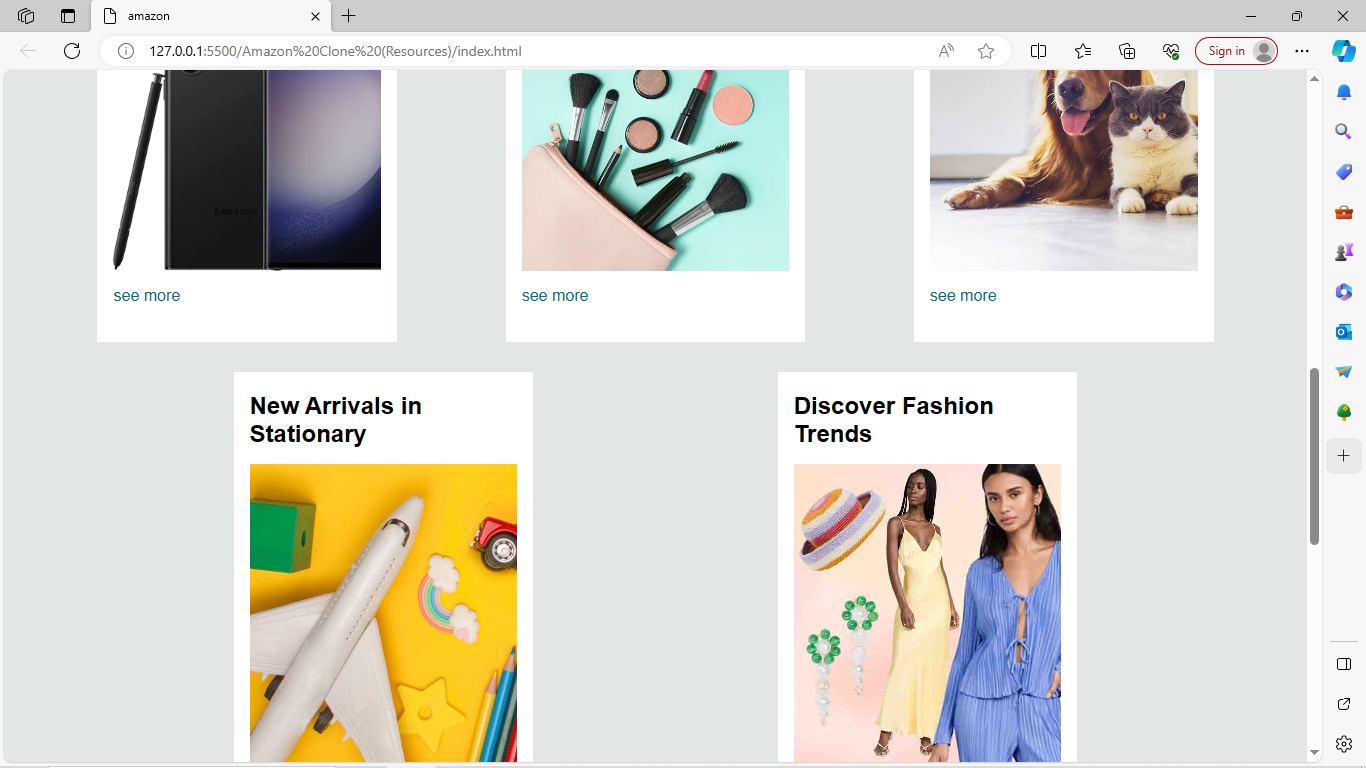 amazon
127.0.0.1:5500/Amazon%20Clone%20(Resources)/index.html
Sign in
SAMSUNG
see more
see more
see more
New Arrivals in
Stationary
Discover Fashion
Trends